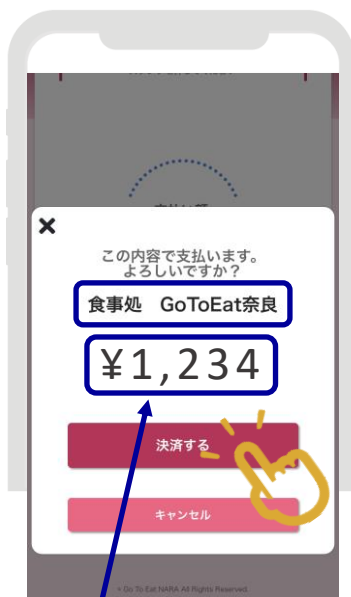 この内容で支払います。
よろしいですか？
食事処　GoToEat奈良
¥1,234
決済する
キャンセル
Go To Eat NARA All Rights Reserved.